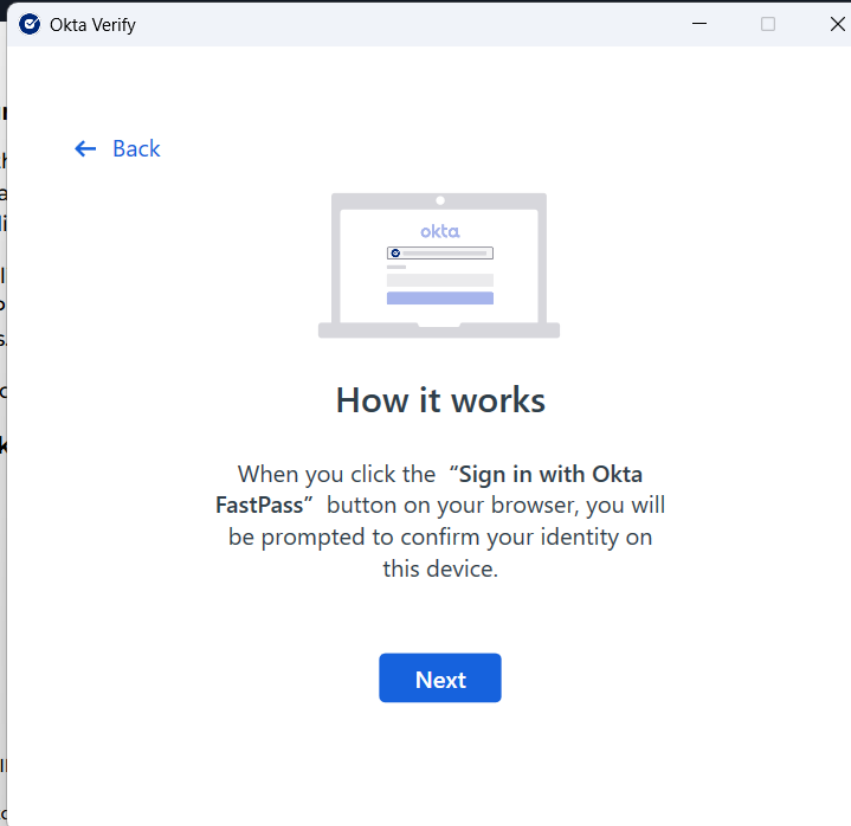 Okta Verify
Back
okta
How it works
When you click the “Sign in with Okta
FastPass” button on your browser, you will
be prompted to confirm your identity on
this device.
Next